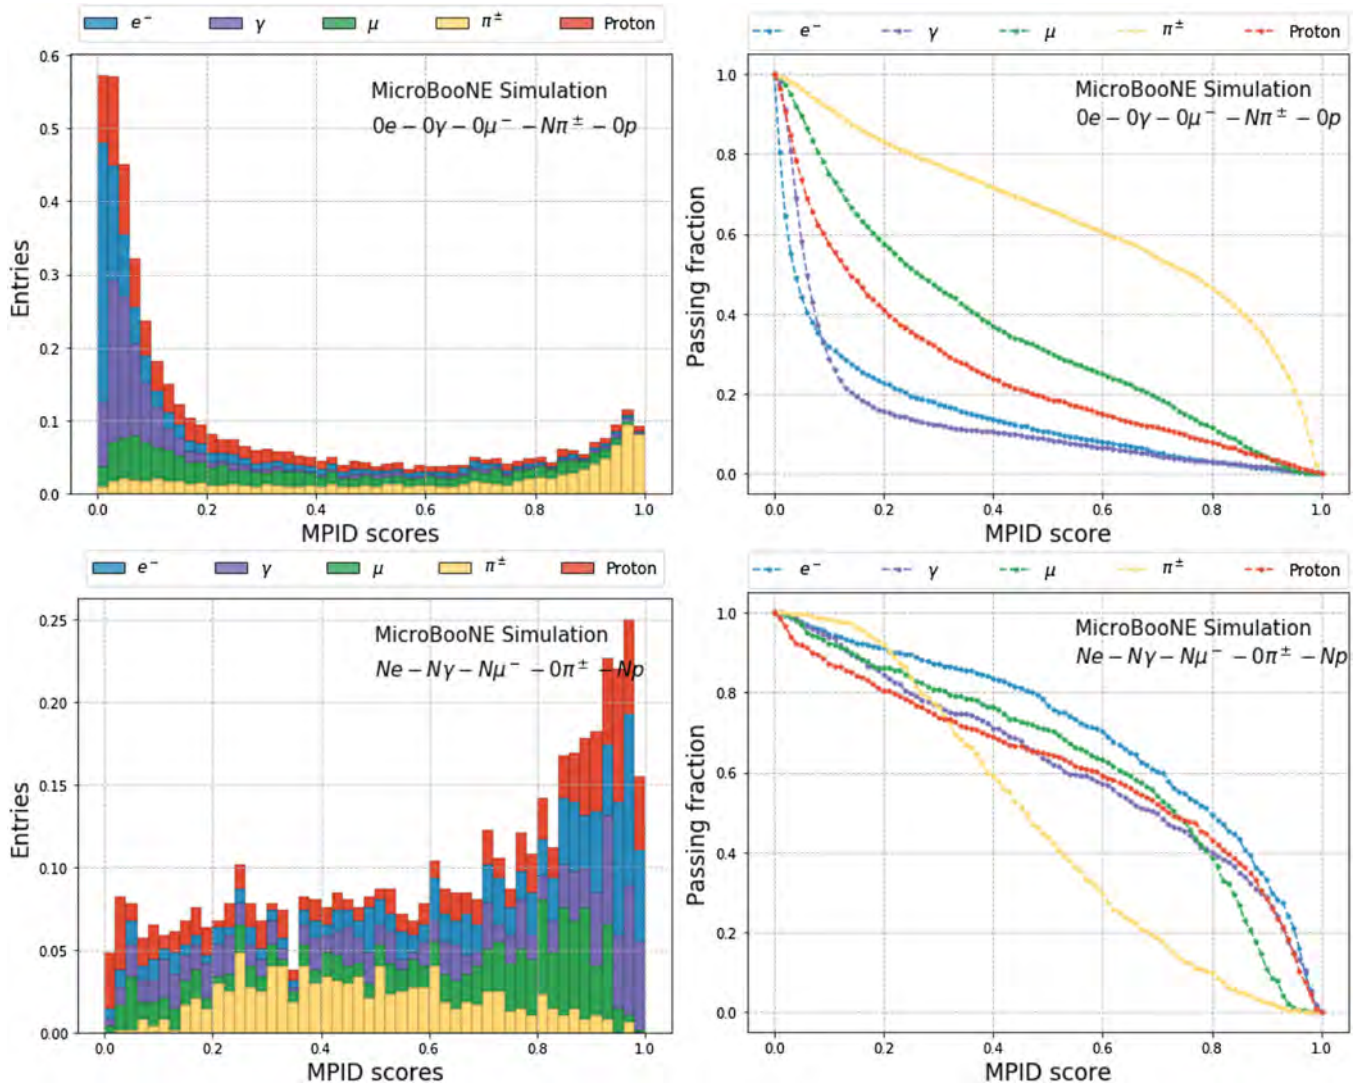 e⁻ γ μ π± Proton
MicroBooNE Simulation
0e − 0γ − 0μ⁻ − Nπ± − 0p
Entries
0.6
0.5
0.4
0.3
0.2
0.1
0.0
0.0 0.2 0.4 0.6 0.8 1.0
MPID scores
e⁻ γ μ π± Proton
MicroBooNE Simulation
0e − 0γ − 0μ⁻ − Nπ± − 0p
Passing fraction
1.0
0.8
0.6
0.4
0.2
0.0
0.0 0.2 0.4 0.6 0.8 1.0
MPID score
e⁻ γ μ π± Proton
MicroBooNE Simulation
Ne − Nγ − Nμ⁻ − 0π± − Np
Entries
0.25
0.20
0.15
0.10
0.05
0.00
0.0 0.2 0.4 0.6 0.8 1.0
MPID scores
e⁻ γ μ π± Proton
MicroBooNE Simulation
Ne − Nγ − Nμ⁻ − 0π± − Np
Passing fraction
1.0
0.8
0.6
0.4
0.2
0.0
0.0 0.2 0.4 0.6 0.8 1.0
MPID score